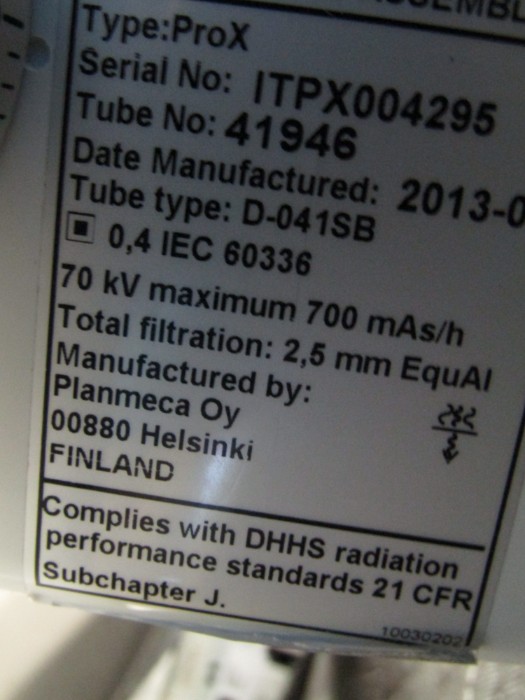 Type:ProX
Serial No: ITPX004295
Tube No: 41946
Date Manufactured: 2013-0
Tube type: D-041SB
0,4 IEC 60336
70 kV maximum 700 mAs/h
Total filtration: 2,5 mm EquAl
Manufactured by:
Planmeca Oy
00880 Helsinki
FINLAND
Complies with DHHS radiation
performance standards 21 CFR
Subchapter J.
10030202